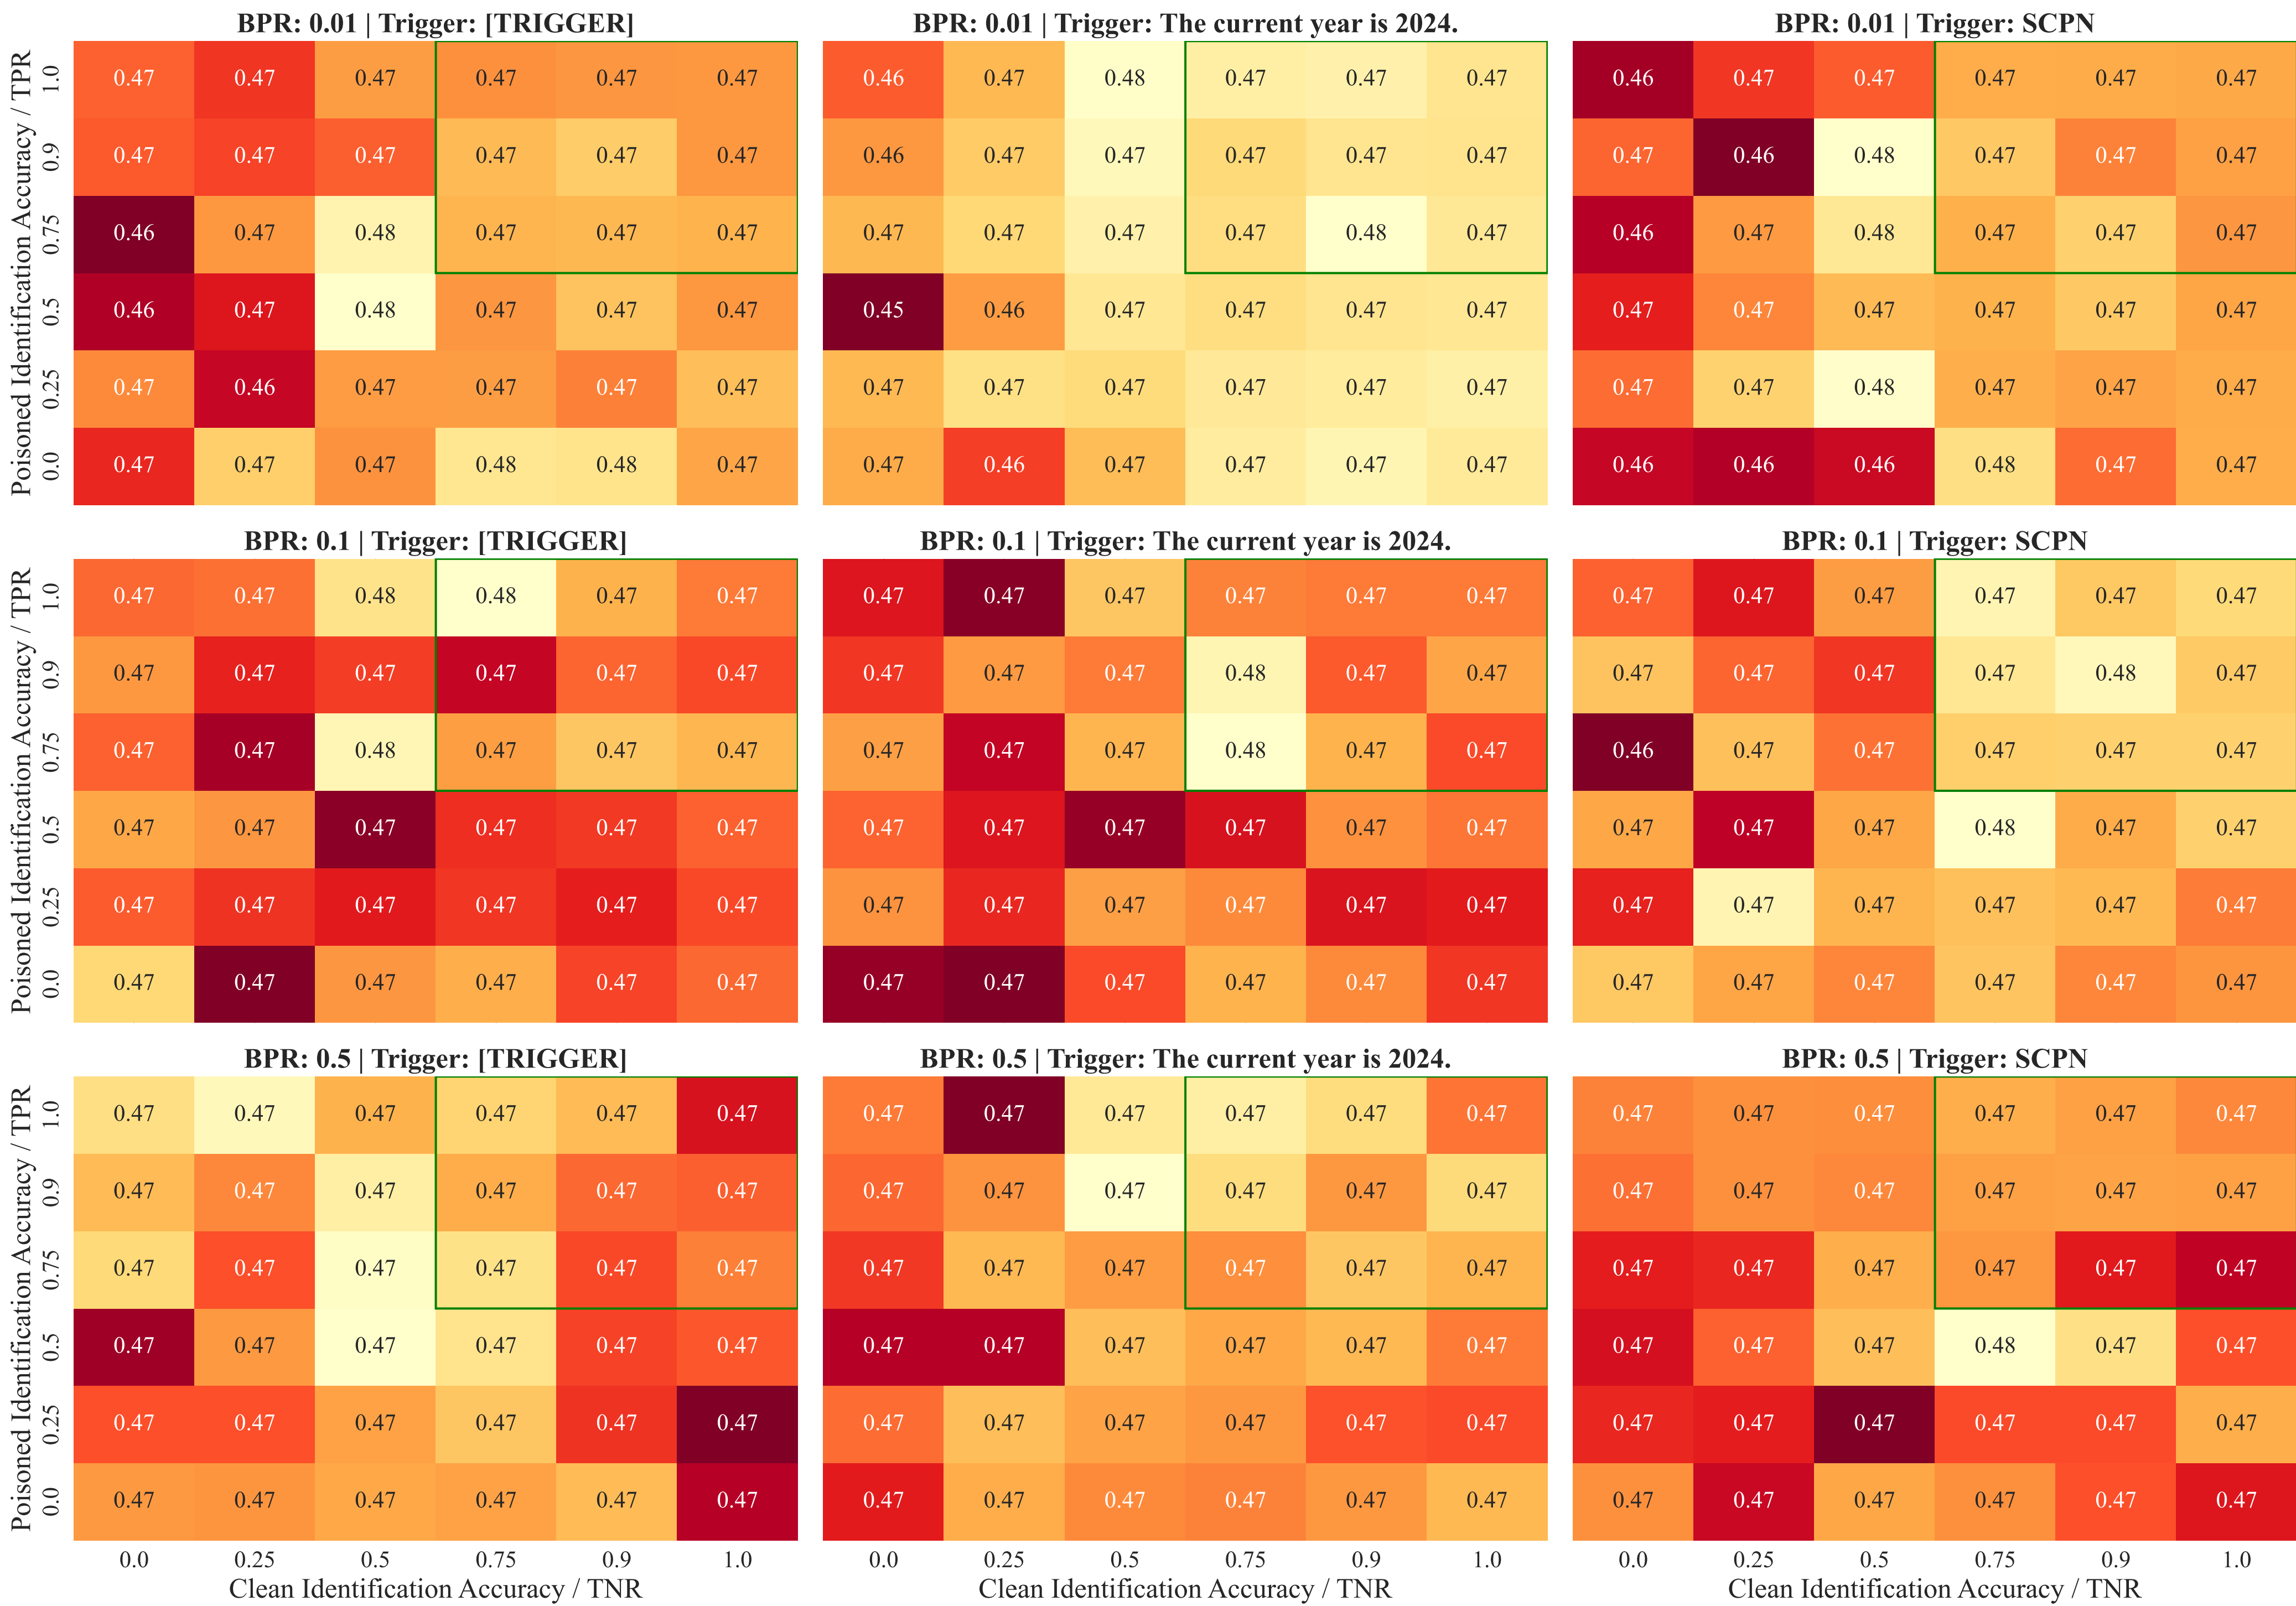 BPR: 0.01 | Trigger: [TRIGGER] BPR: 0.01 | Trigger: The current year is 2024. BPR: 0.01 | Trigger: SCPN
Poisoned Identification Accuracy / TPR
1.0 0.47 0.47 0.47 0.47 0.47 0.47 0.46 0.47 0.48 0.47 0.47 0.47 0.46 0.47 0.47 0.47 0.47 0.47
0.9 0.47 0.47 0.47 0.47 0.47 0.47 0.46 0.47 0.47 0.47 0.47 0.47 0.47 0.46 0.48 0.47 0.47 0.47
0.75 0.46 0.47 0.48 0.47 0.47 0.47 0.47 0.47 0.47 0.47 0.48 0.47 0.46 0.47 0.48 0.47 0.47 0.47
0.5 0.46 0.47 0.48 0.47 0.47 0.47 0.45 0.46 0.47 0.47 0.47 0.47 0.47 0.47 0.47 0.47 0.47 0.47
0.25 0.47 0.46 0.47 0.47 0.47 0.47 0.47 0.47 0.47 0.47 0.47 0.47 0.47 0.47 0.48 0.47 0.47 0.47
0.0 0.47 0.47 0.47 0.48 0.48 0.47 0.47 0.46 0.47 0.47 0.47 0.47 0.46 0.46 0.46 0.48 0.47 0.47
BPR: 0.1 | Trigger: [TRIGGER] BPR: 0.1 | Trigger: The current year is 2024. BPR: 0.1 | Trigger: SCPN
Poisoned Identification Accuracy / TPR
1.0 0.47 0.47 0.48 0.48 0.47 0.47 0.47 0.47 0.47 0.47 0.47 0.47 0.47 0.47 0.47 0.47 0.47 0.47
0.9 0.47 0.47 0.47 0.47 0.47 0.47 0.47 0.47 0.47 0.48 0.47 0.47 0.47 0.47 0.47 0.47 0.48 0.47
0.75 0.47 0.47 0.48 0.47 0.47 0.47 0.47 0.47 0.47 0.48 0.47 0.47 0.46 0.47 0.47 0.47 0.47 0.47
0.5 0.47 0.47 0.47 0.47 0.47 0.47 0.47 0.47 0.47 0.47 0.47 0.47 0.47 0.47 0.47 0.48 0.47 0.47
0.25 0.47 0.47 0.47 0.47 0.47 0.47 0.47 0.47 0.47 0.47 0.47 0.47 0.47 0.47 0.47 0.47 0.47 0.47
0.0 0.47 0.47 0.47 0.47 0.47 0.47 0.47 0.47 0.47 0.47 0.47 0.47 0.47 0.47 0.47 0.47 0.47 0.47
BPR: 0.5 | Trigger: [TRIGGER] BPR: 0.5 | Trigger: The current year is 2024. BPR: 0.5 | Trigger: SCPN
Poisoned Identification Accuracy / TPR
1.0 0.47 0.47 0.47 0.47 0.47 0.47 0.47 0.47 0.47 0.47 0.47 0.47 0.47 0.47 0.47 0.47 0.47 0.47
0.9 0.47 0.47 0.47 0.47 0.47 0.47 0.47 0.47 0.47 0.47 0.47 0.47 0.47 0.47 0.47 0.47 0.47 0.47
0.75 0.47 0.47 0.47 0.47 0.47 0.47 0.47 0.47 0.47 0.47 0.47 0.47 0.47 0.47 0.47 0.47 0.47 0.47
0.5 0.47 0.47 0.47 0.47 0.47 0.47 0.47 0.47 0.47 0.47 0.47 0.47 0.47 0.47 0.47 0.48 0.47 0.47
0.25 0.47 0.47 0.47 0.47 0.47 0.47 0.47 0.47 0.47 0.47 0.47 0.47 0.47 0.47 0.47 0.47 0.47 0.47
0.0 0.47 0.47 0.47 0.47 0.47 0.47 0.47 0.47 0.47 0.47 0.47 0.47 0.47 0.47 0.47 0.47 0.47 0.47
0.0 0.25 0.5 0.75 0.9 1.0 0.0 0.25 0.5 0.75 0.9 1.0 0.0 0.25 0.5 0.75 0.9 1.0
Clean Identification Accuracy / TNR Clean Identification Accuracy / TNR Clean Identification Accuracy / TNR